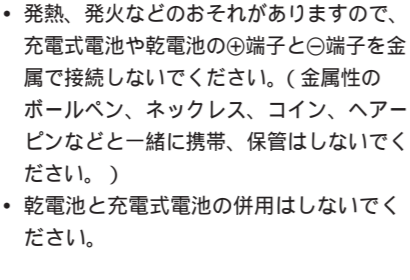 • 発熱、発火などのおそれがありますので、
充電式電池や乾電池の⊕端子と⊖端子を金
属で接続しないでください。( 金属性の
ボールペン、ネックレス、コイン、ヘアー
ピンなどと一緒に携帯、保管はしないでく
ださい。 )
• 乾電池と充電式電池の併用はしないでく
ださい。